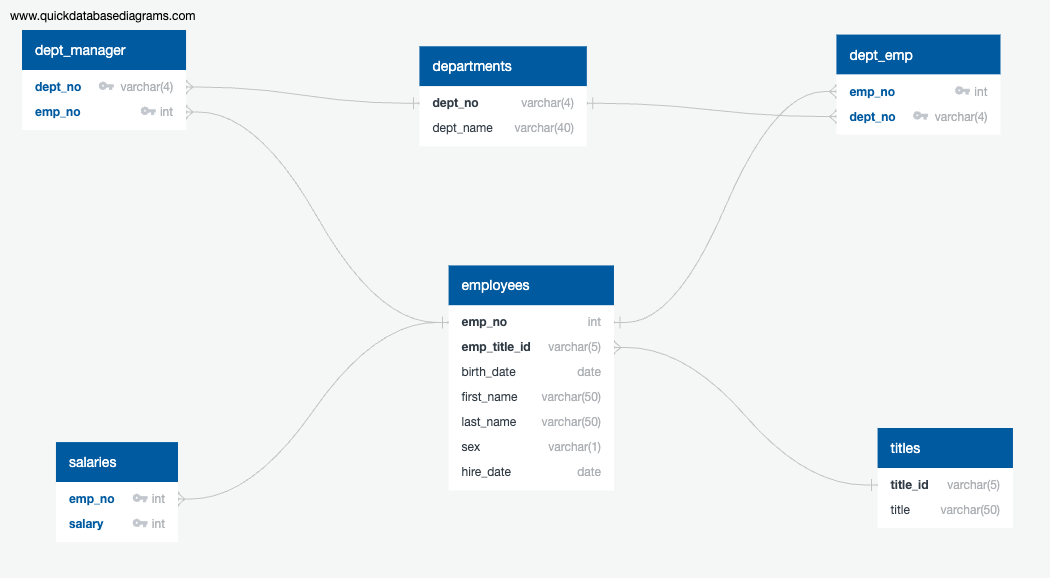 www.quickdatabasediagrams.com
dept_manager
dept_no varchar(4)
emp_no int
departments
dept_no varchar(4)
dept_name varchar(40)
dept_emp
emp_no int
dept_no varchar(4)
employees
emp_no int
emp_title_id varchar(5)
birth_date date
first_name varchar(50)
last_name varchar(50)
sex varchar(1)
hire_date date
salaries
emp_no int
salary int
titles
title_id varchar(5)
title varchar(50)